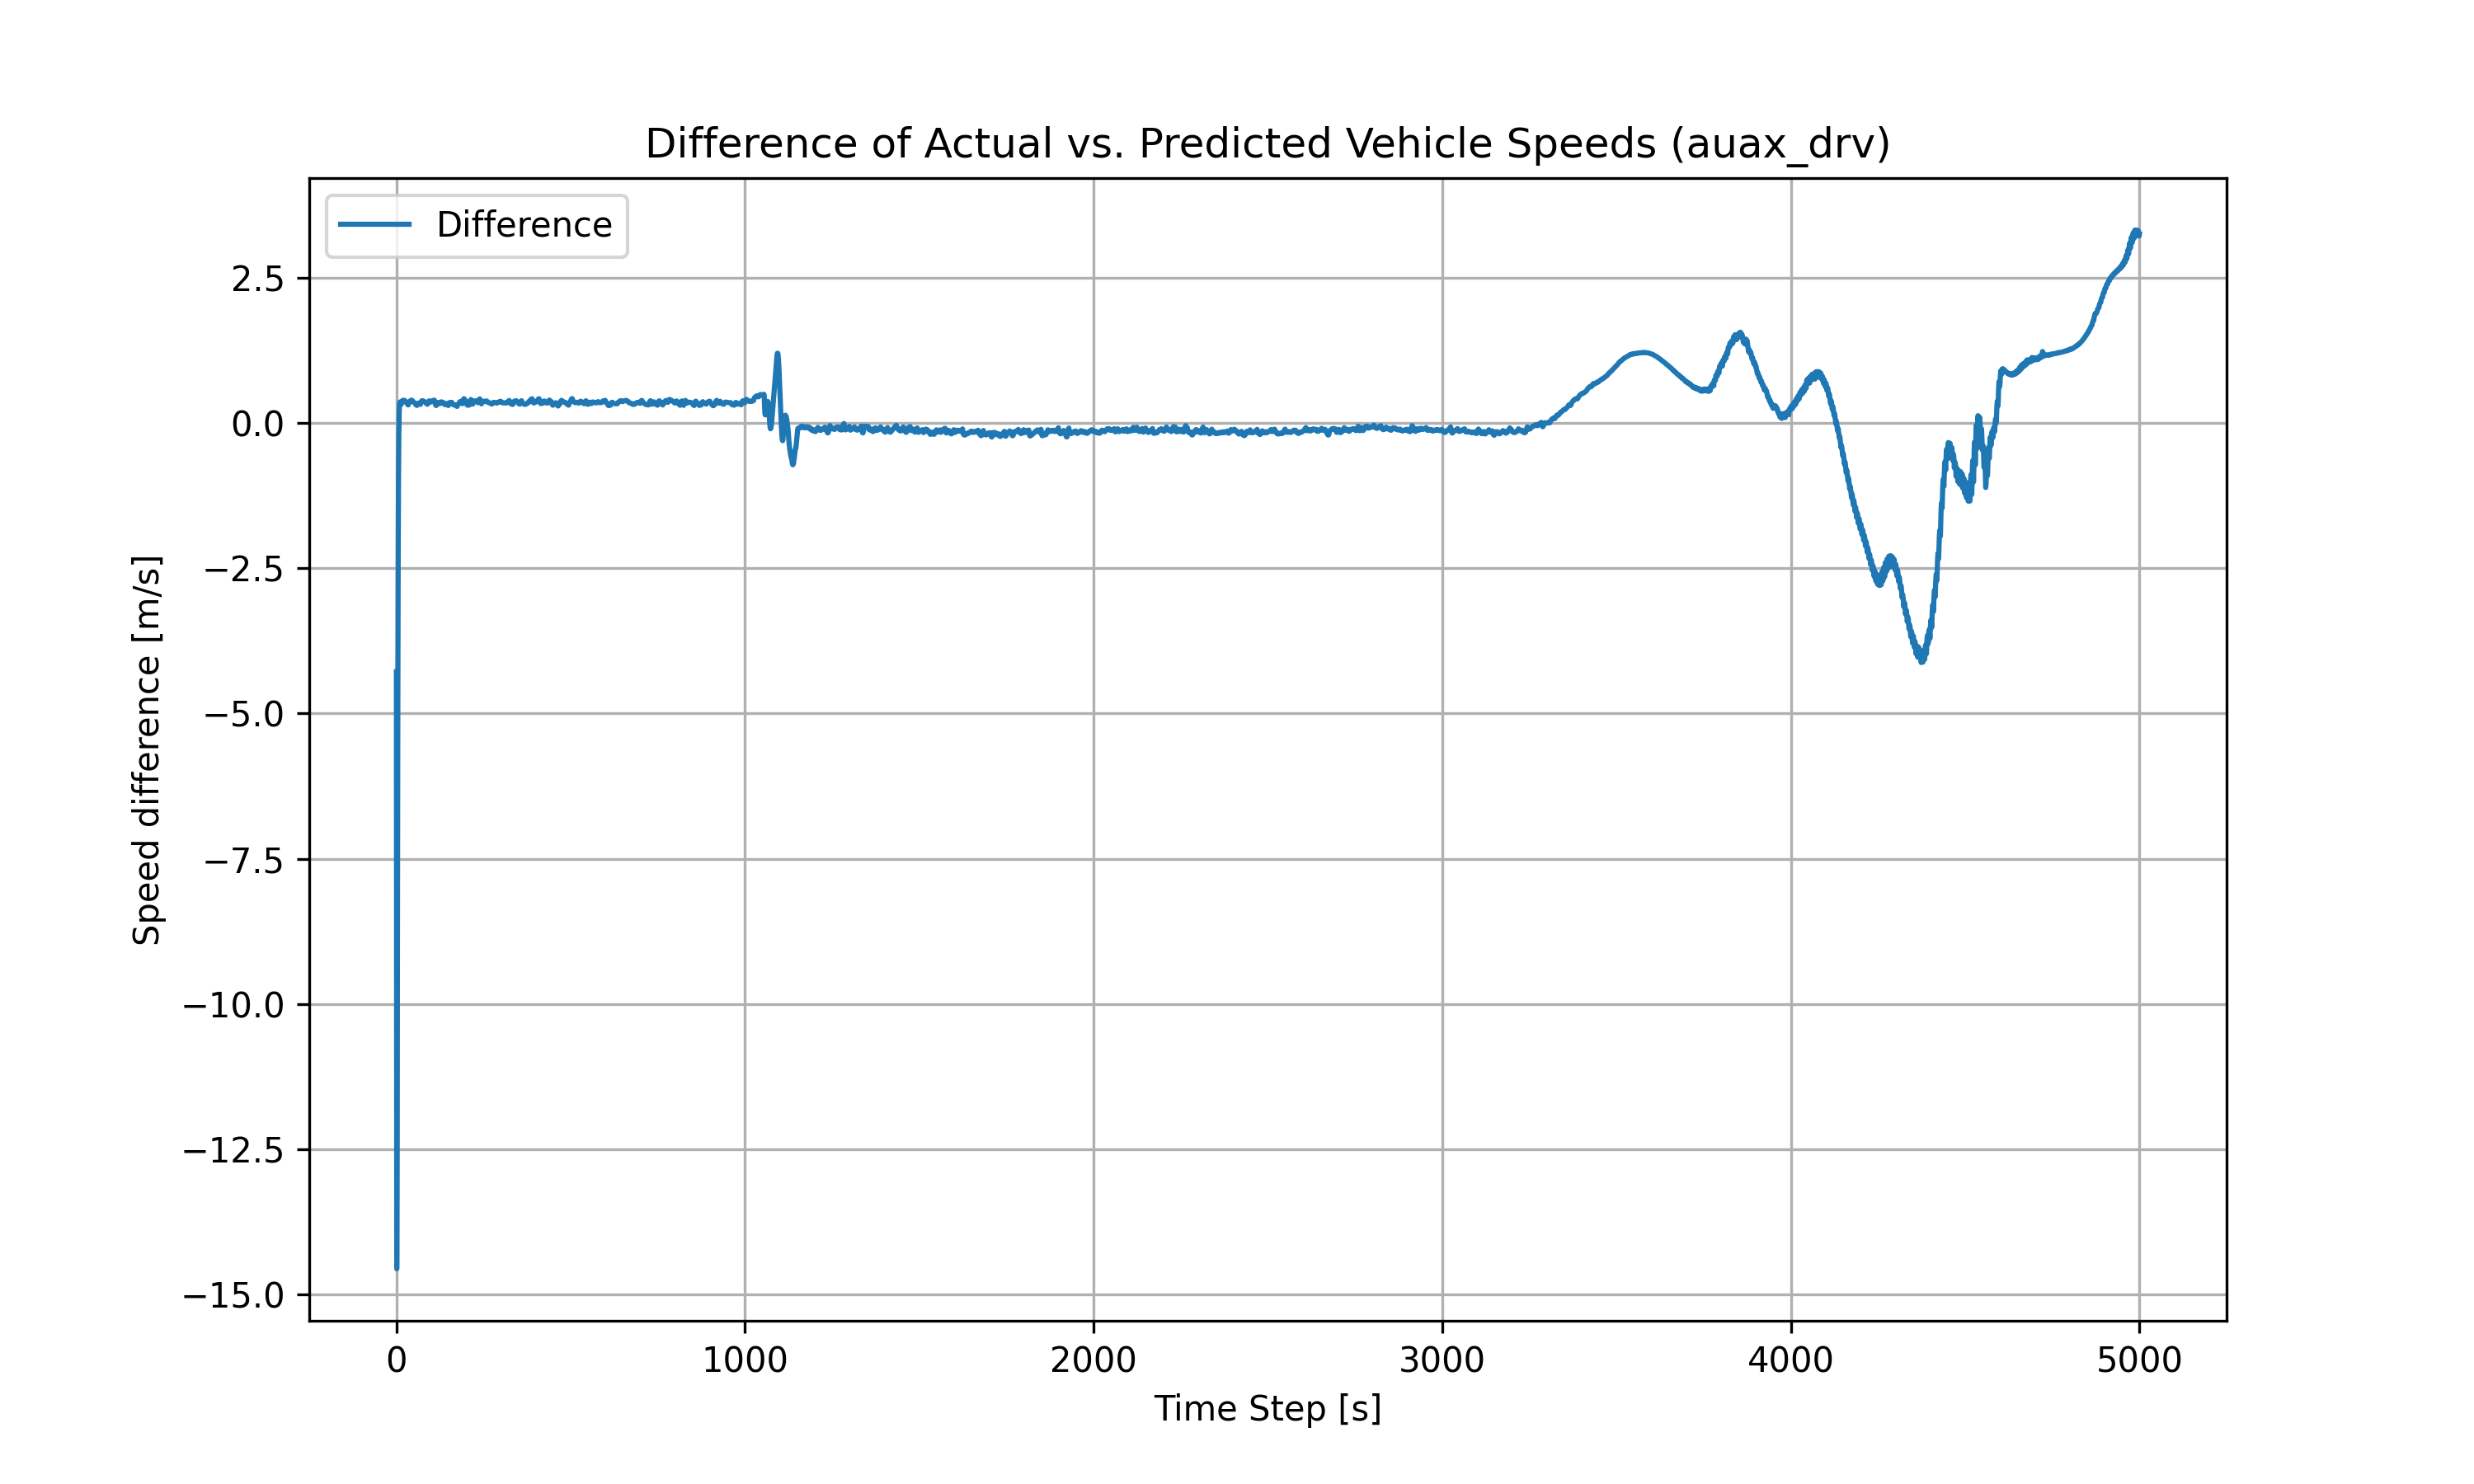 Difference of Actual vs. Predicted Vehicle Speeds (auax_drv)
Difference
2.5
0.0
−2.5
−5.0
−7.5
−10.0
−12.5
−15.0
Speed difference [m/s]
0 1000 2000 3000 4000 5000
Time Step [s]